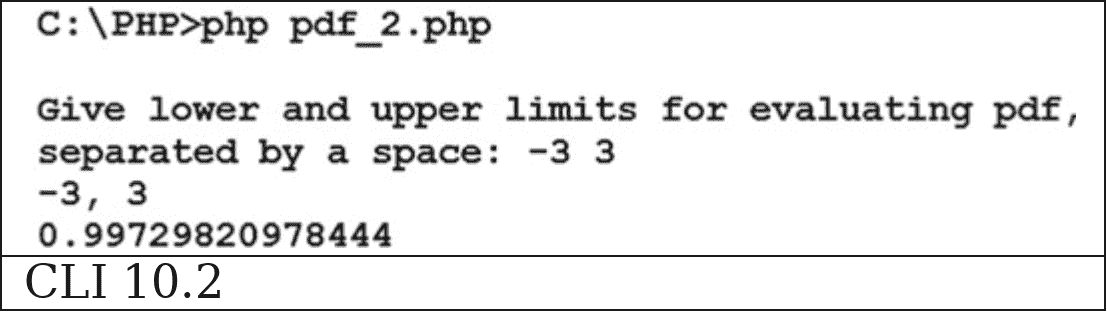 C:\PHP>php pdf_2.php
Give lower and upper limits for evaluating pdf,
separated by a space: -3 3
-3, 3
0.99729820978444
CLI 10.2